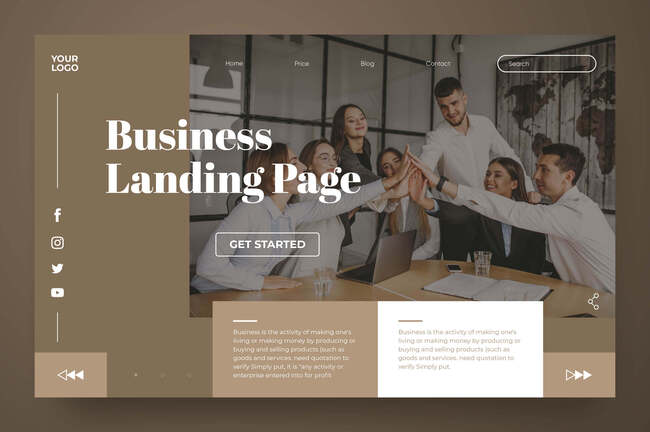 YOUR
LOGO
Home
Price
Blog
Contact
Search
Business
Landing Page
GET STARTED
Business is the activity of making one's
living or making money by producing or
buying and selling products (such as
goods and services. need quotation to
verify Simply put, it is "any activity or
enterprise entered into for profit
Business is the activity of making one's
living or making money by producing or
buying and selling products (such as
goods and services. need quotation to
verify Simply put.